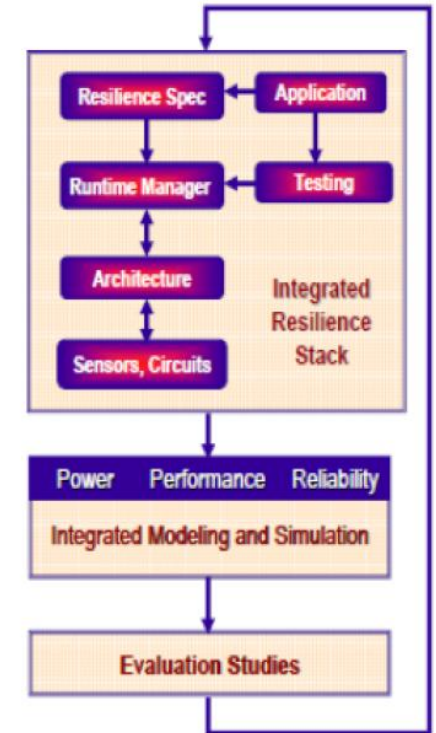 Resilience Spec
Application
Runtime Manager
Testing
Architecture
Integrated
Resilience
Stack
Sensors, Circuits
Power Performance Reliability
Integrated Modeling and Simulation
Evaluation Studies